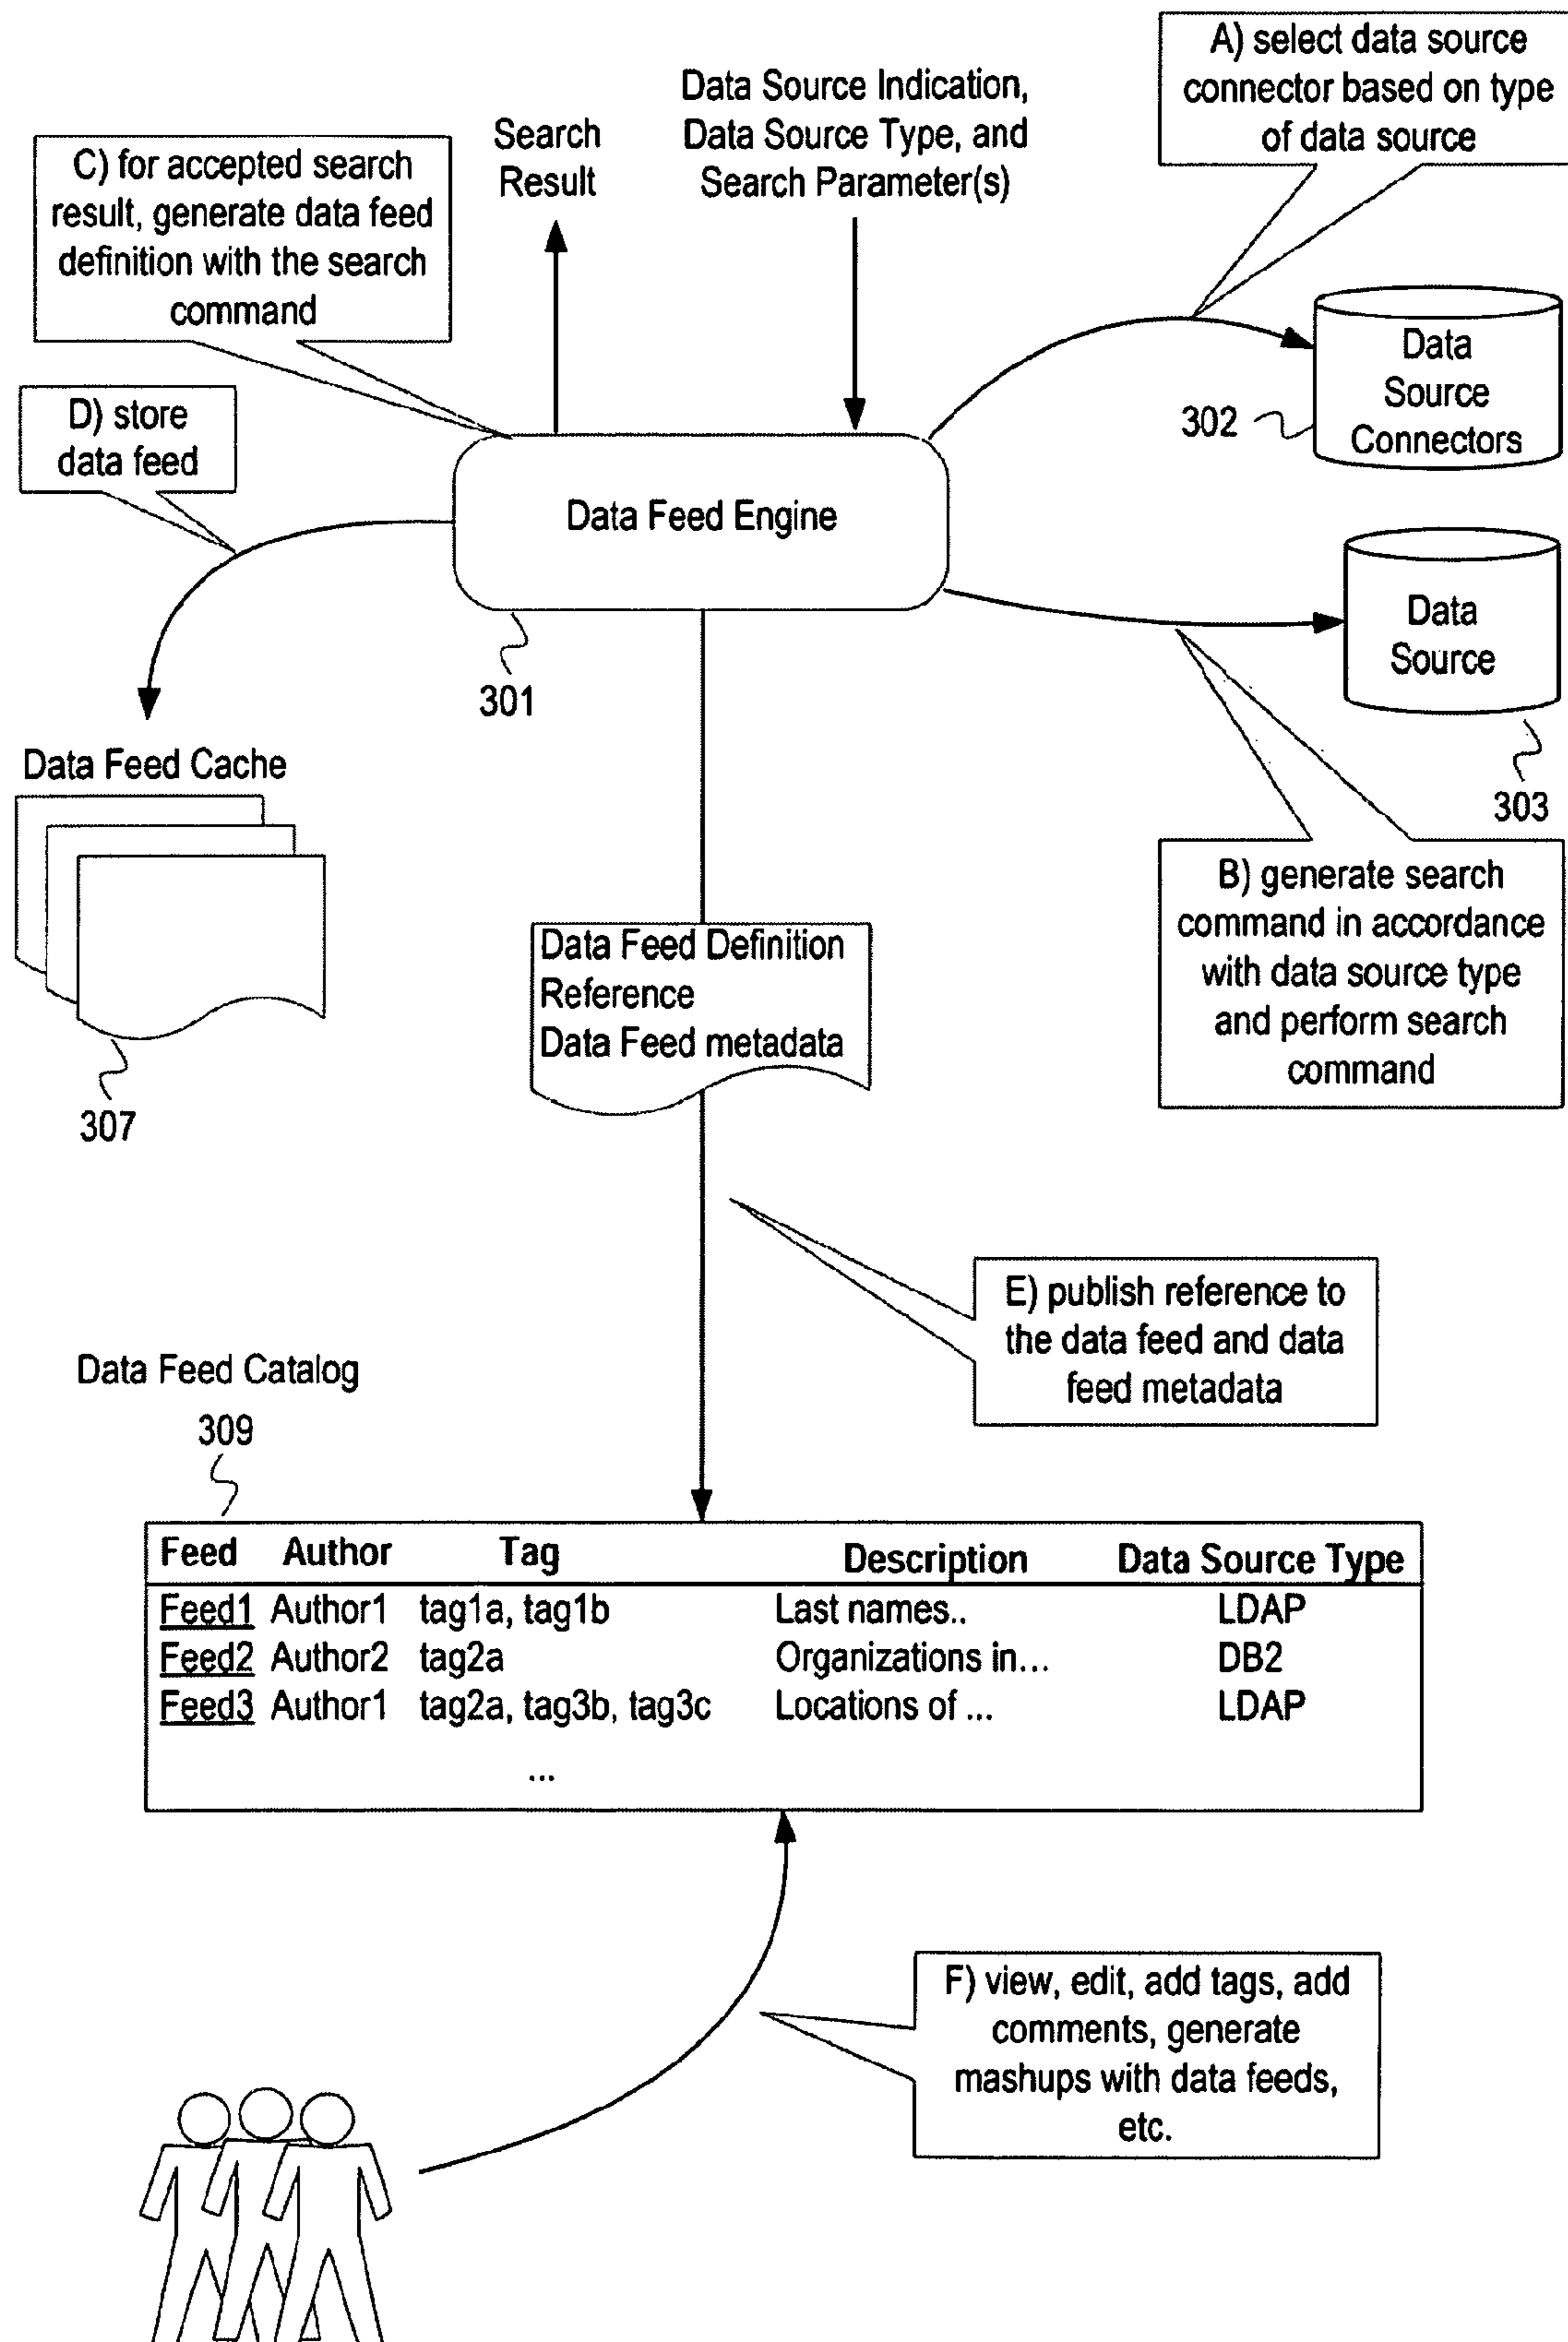 A) select data source
connector based on type
of data source
Data Source Indication,
Data Source Type, and
Search Parameter(s)
Search
Result
C) for accepted search
result, generate data feed
definition with the search
command
Data
Source
Connectors
302
D) store
data feed
Data Feed Engine
301
Data
Source
303
Data Feed Cache
307
B) generate search
command in accordance
with data source type
and perform search
command
Data Feed Definition
Reference
Data Feed metadata
E) publish reference to
the data feed and data
feed metadata
Data Feed Catalog
309
Feed Author Tag Description Data Source Type
Feed1 Author1 tag1a, tag1b Last names.. LDAP
Feed2 Author2 tag2a Organizations in... DB2
Feed3 Author1 tag2a, tag3b, tag3c Locations of ... LDAP
...
F) view, edit, add tags, add
comments, generate
mashups with data feeds,
etc.